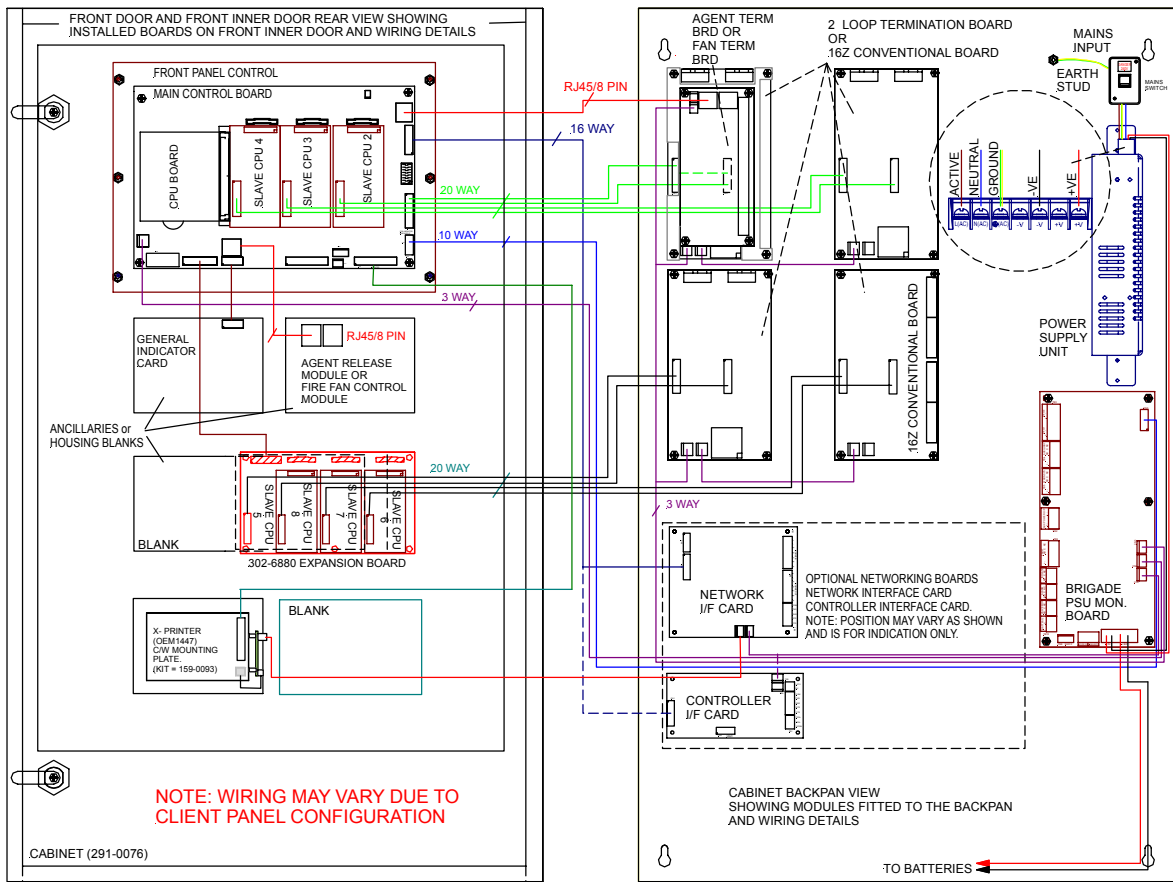 FRONT DOOR AND FRONT INNER DOOR REAR VIEW SHOWING
INSTALLED BOARDS ON FRONT INNER DOOR AND WIRING DETAILS
FRONT PANEL CONTROL
MAIN CONTROL BOARD
CPU BOARD
SLAVE CPU 4
SLAVE CPU 3
SLAVE CPU 2
RJ45/8 PIN
16 WAY
20 WAY
10 WAY
3 WAY
GENERAL
INDICATOR
CARD
RJ45/8 PIN
AGENT RELEASE
MODULE OR
FIRE FAN CONTROL
MODULE
ANCILLARIES or
HOUSING BLANKS
BLANK
SLAVE CPU
5
SLAVE CPU
8
SLAVE CPU
7
SLAVE CPU
6
302-6880 EXPANSION BOARD
20 WAY
X- PRINTER
(OEM1447)
C/W MOUNTING
PLATE.
(KIT = 159-0093)
BLANK
NOTE: WIRING MAY VARY DUE TO
CLIENT PANEL CONFIGURATION
CABINET (291-0076)
AGENT TERM
BRD OR
FAN TERM
BRD
2 LOOP TERMINATION BOARD
OR
16Z CONVENTIONAL BOARD
MAINS
INPUT
EARTH
STUD
MAINS
SWITCH
ACTIVE
NEUTRAL
GROUND
-VE
+VE
L(AC)
N(AC)
(AC)
-V
-V
+V
+V
POWER
SUPPLY
UNIT
16Z CONVENTIONAL BOARD
3 WAY
NETWORK
I/F CARD
OPTIONAL NETWORKING BOARDS
NETWORK INTERFACE CARD
CONTROLLER INTERFACE CARD.
NOTE: POSITION MAY VARY AS SHOWN
AND IS FOR INDICATION ONLY.
BRIGADE
PSU MON.
BOARD
CONTROLLER
I/F CARD
CABINET BACKPAN VIEW
SHOWING MODULES FITTED TO THE BACKPAN
AND WIRING DETAILS
TO BATTERIES